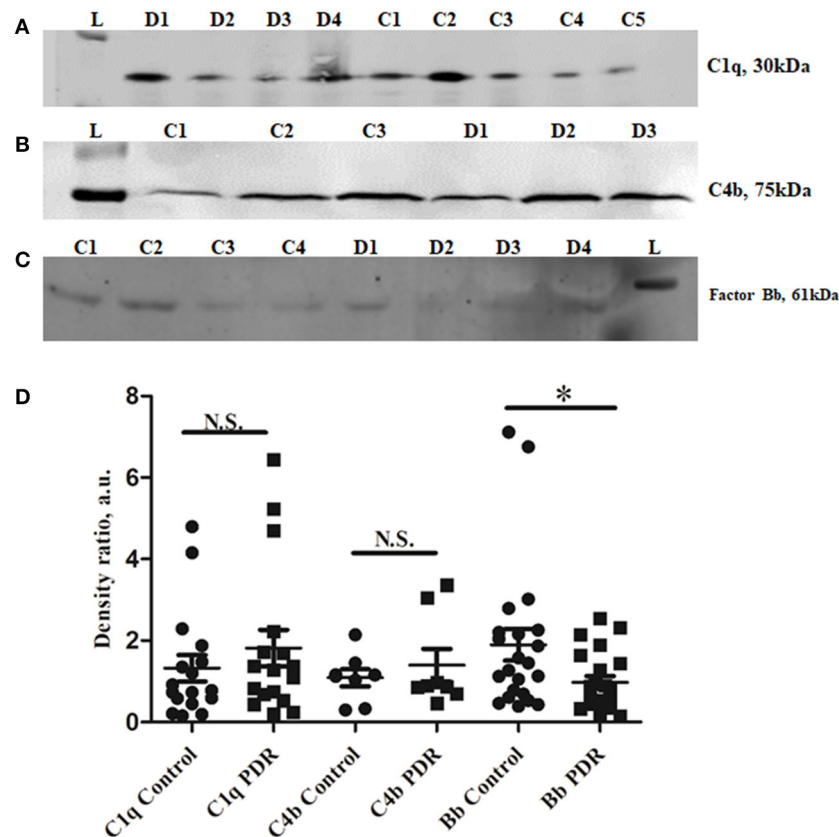 A
L D1 D2 D3 D4 C1 C2 C3 C4 C5
C1q, 30kDa
B
L C1 C2 C3 D1 D2 D3
C4b, 75kDa
C
C1 C2 C3 C4 D1 D2 D3 D4 L
Factor Bb, 61kDa
D
Density ratio, a.u.
8
6
4
2
0
N.S.
N.S.
*
C1q Control
C1q PDR
C4b Control
C4b PDR
Bb Control
Bb PDR